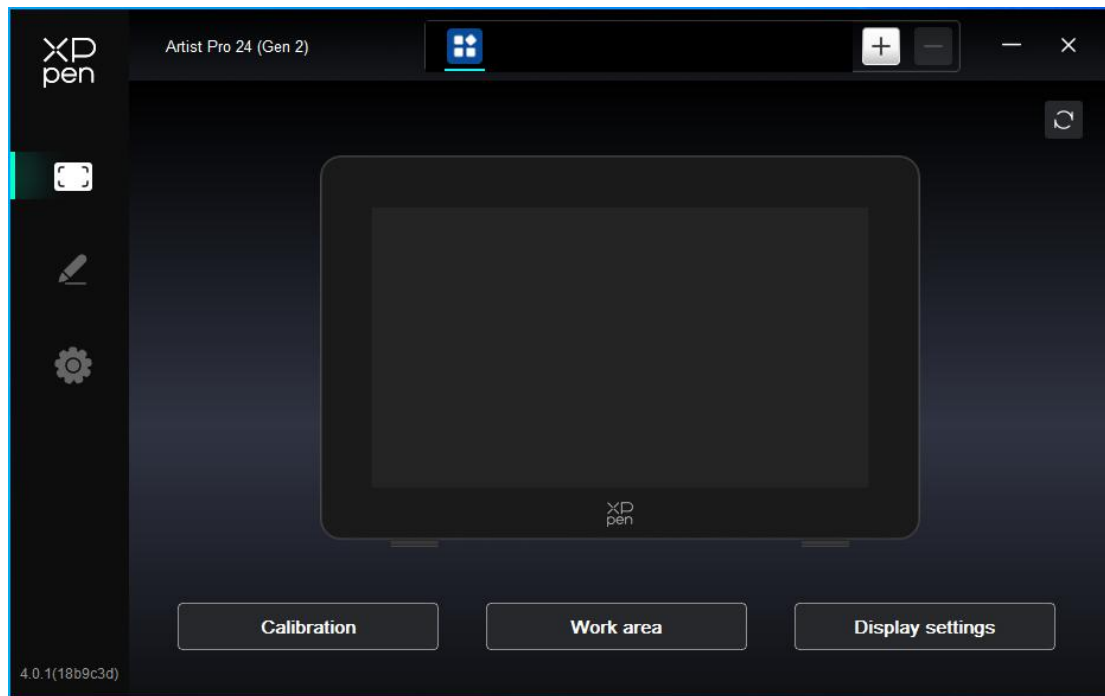 XP
pen
Artist Pro 24 (Gen 2)
XP
pen
Calibration
Work area
Display settings
4.0.1(18b9c3d)